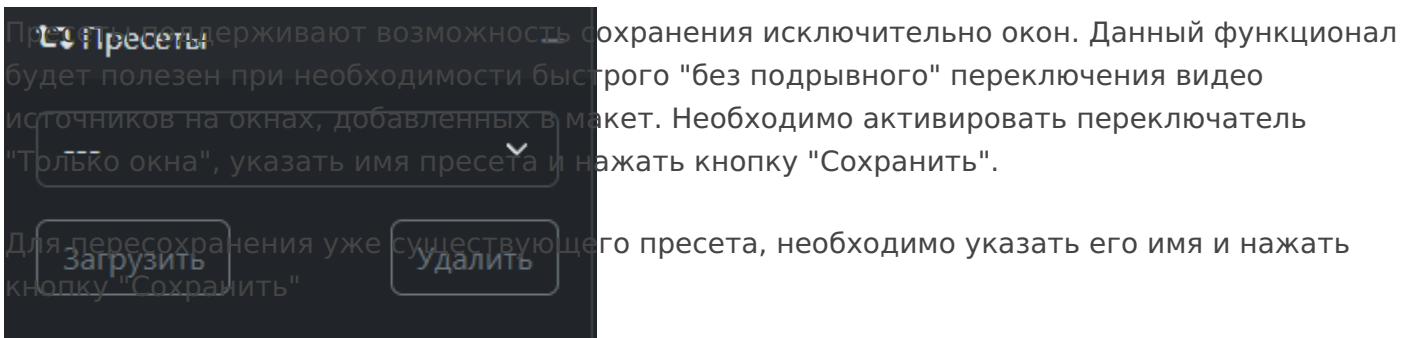 Пресеты поддерживают возможность сохранения исключительно окон. Данный функционал
будет полезен при необходимости быстрого "без подрывного" переключения видео
источников на окнах, добавленных в макет. Необходимо активировать переключатель
"Только окна", указать имя пресета и нажать кнопку "Сохранить".
Для пересохранения уже существующего пресета, необходимо указать его имя и нажать
кнопку "Сохранить"
Пресеты
---
Загрузить
Удалить